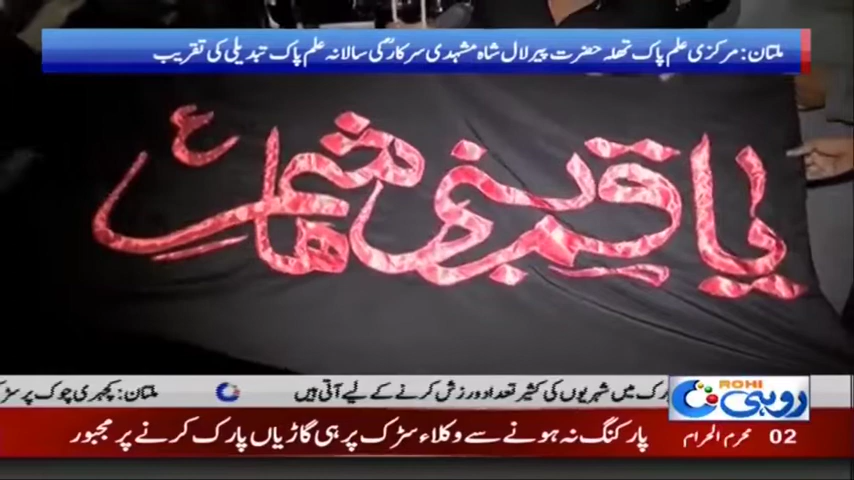 ملتان: مرکزی علم پاک تھلہ حضرت پیر لال شاہ مشہدی سرکارؒ کی سالانہ علم پاک تبدیلی کی تقریب
یا قمر بنی ھاشم ع
رک میں شہریوں کی کثیر تعداد ورزش کرنے کے لیے آتی ہیں
ملتان: کچہری چوک پر سڑک
ROHI
روہی
02 محرم الحرام
پارکنگ نہ ہونے سے وکلاء سڑک پر ہی گاڑیاں پارک کرنے پر مجبور